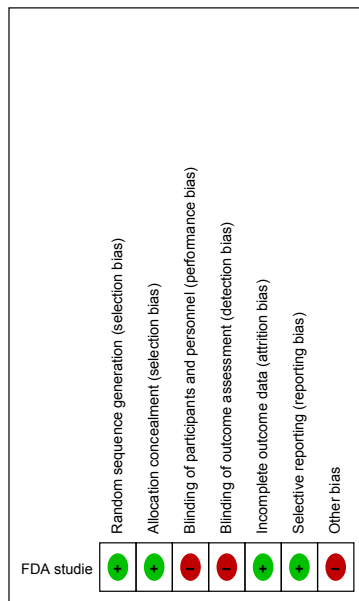 Random sequence generation (selection bias)
Allocation concealment (selection bias)
Blinding of participants and personnel (performance bias)
Blinding of outcome assessment (detection bias)
Incomplete outcome data (attrition bias)
Selective reporting (reporting bias)
Other bias
FDA studie + + – – + + –